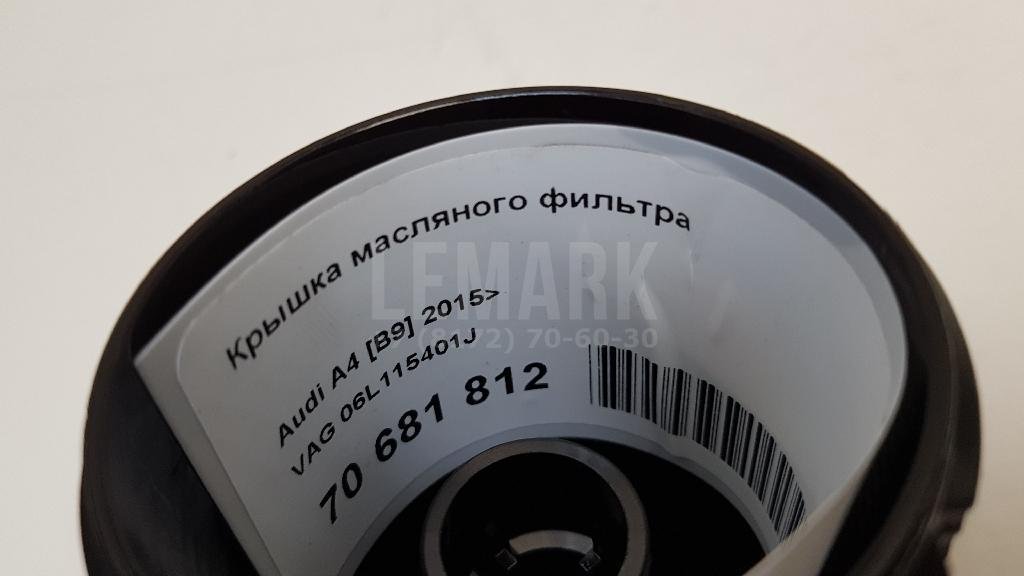 Крышка масляного фильтра
Audi A4 [B9] 2015>
VAG 06L115401J
70 681 812
LEMARK
(8172) 70-60-30